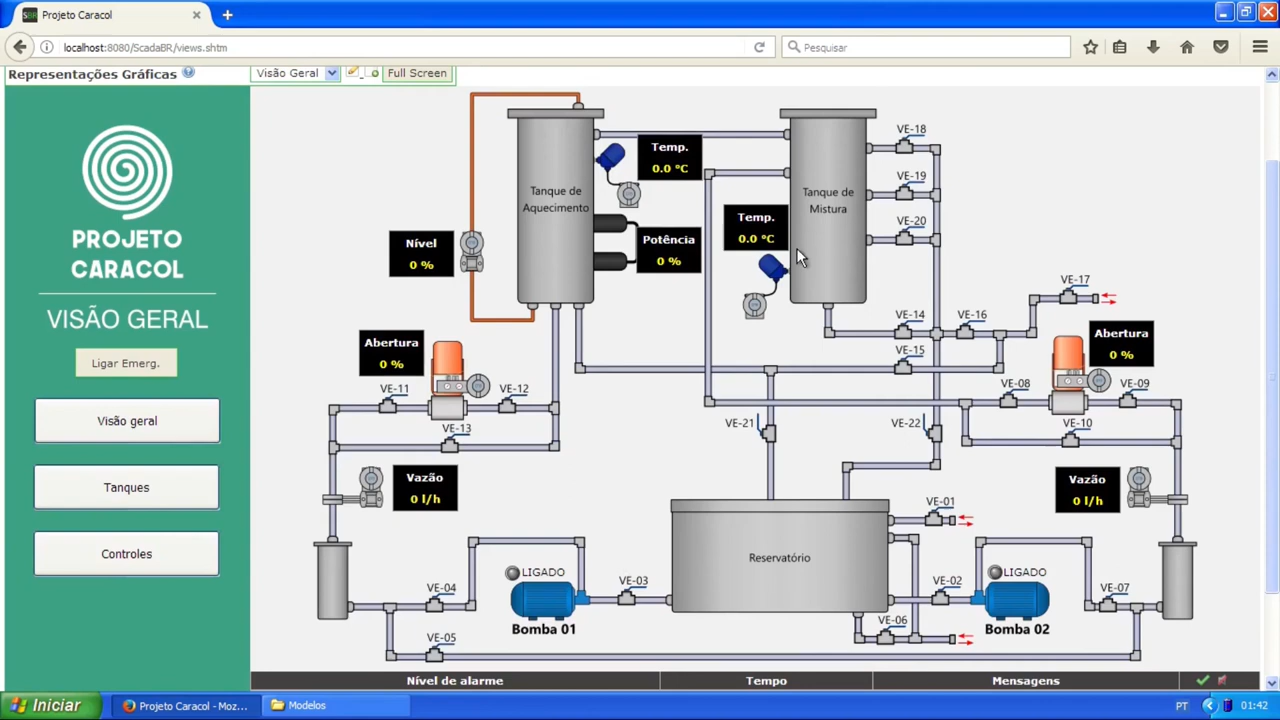 Projeto Caracol
localhost:8080/ScadaBR/views.shtm
Pesquisar
Representações Gráficas
Visão Geral
Full Screen
PROJETO
CARACOL
VISÃO GERAL
Ligar Emerg.
Visão geral
Tanques
Controles
Tanque de
Aquecimento
Temp.
0.0 °C
Potência
0 %
Nível
0 %
Tanque de
Mistura
Temp.
0.0 °C
VE-18
VE-19
VE-20
VE-17
VE-14
VE-16
VE-15
Abertura
0 %
VE-11
VE-12
VE-13
Abertura
0 %
VE-08
VE-09
VE-10
VE-21
VE-22
Vazão
0 l/h
Vazão
0 l/h
VE-01
Reservatório
LIGADO
VE-04
VE-03
Bomba 01
VE-05
VE-02
LIGADO
VE-07
VE-06
Bomba 02
Nível de alarme
Tempo
Mensagens
Iniciar
Projeto Caracol - Moz...
Modelos
PT
01:42